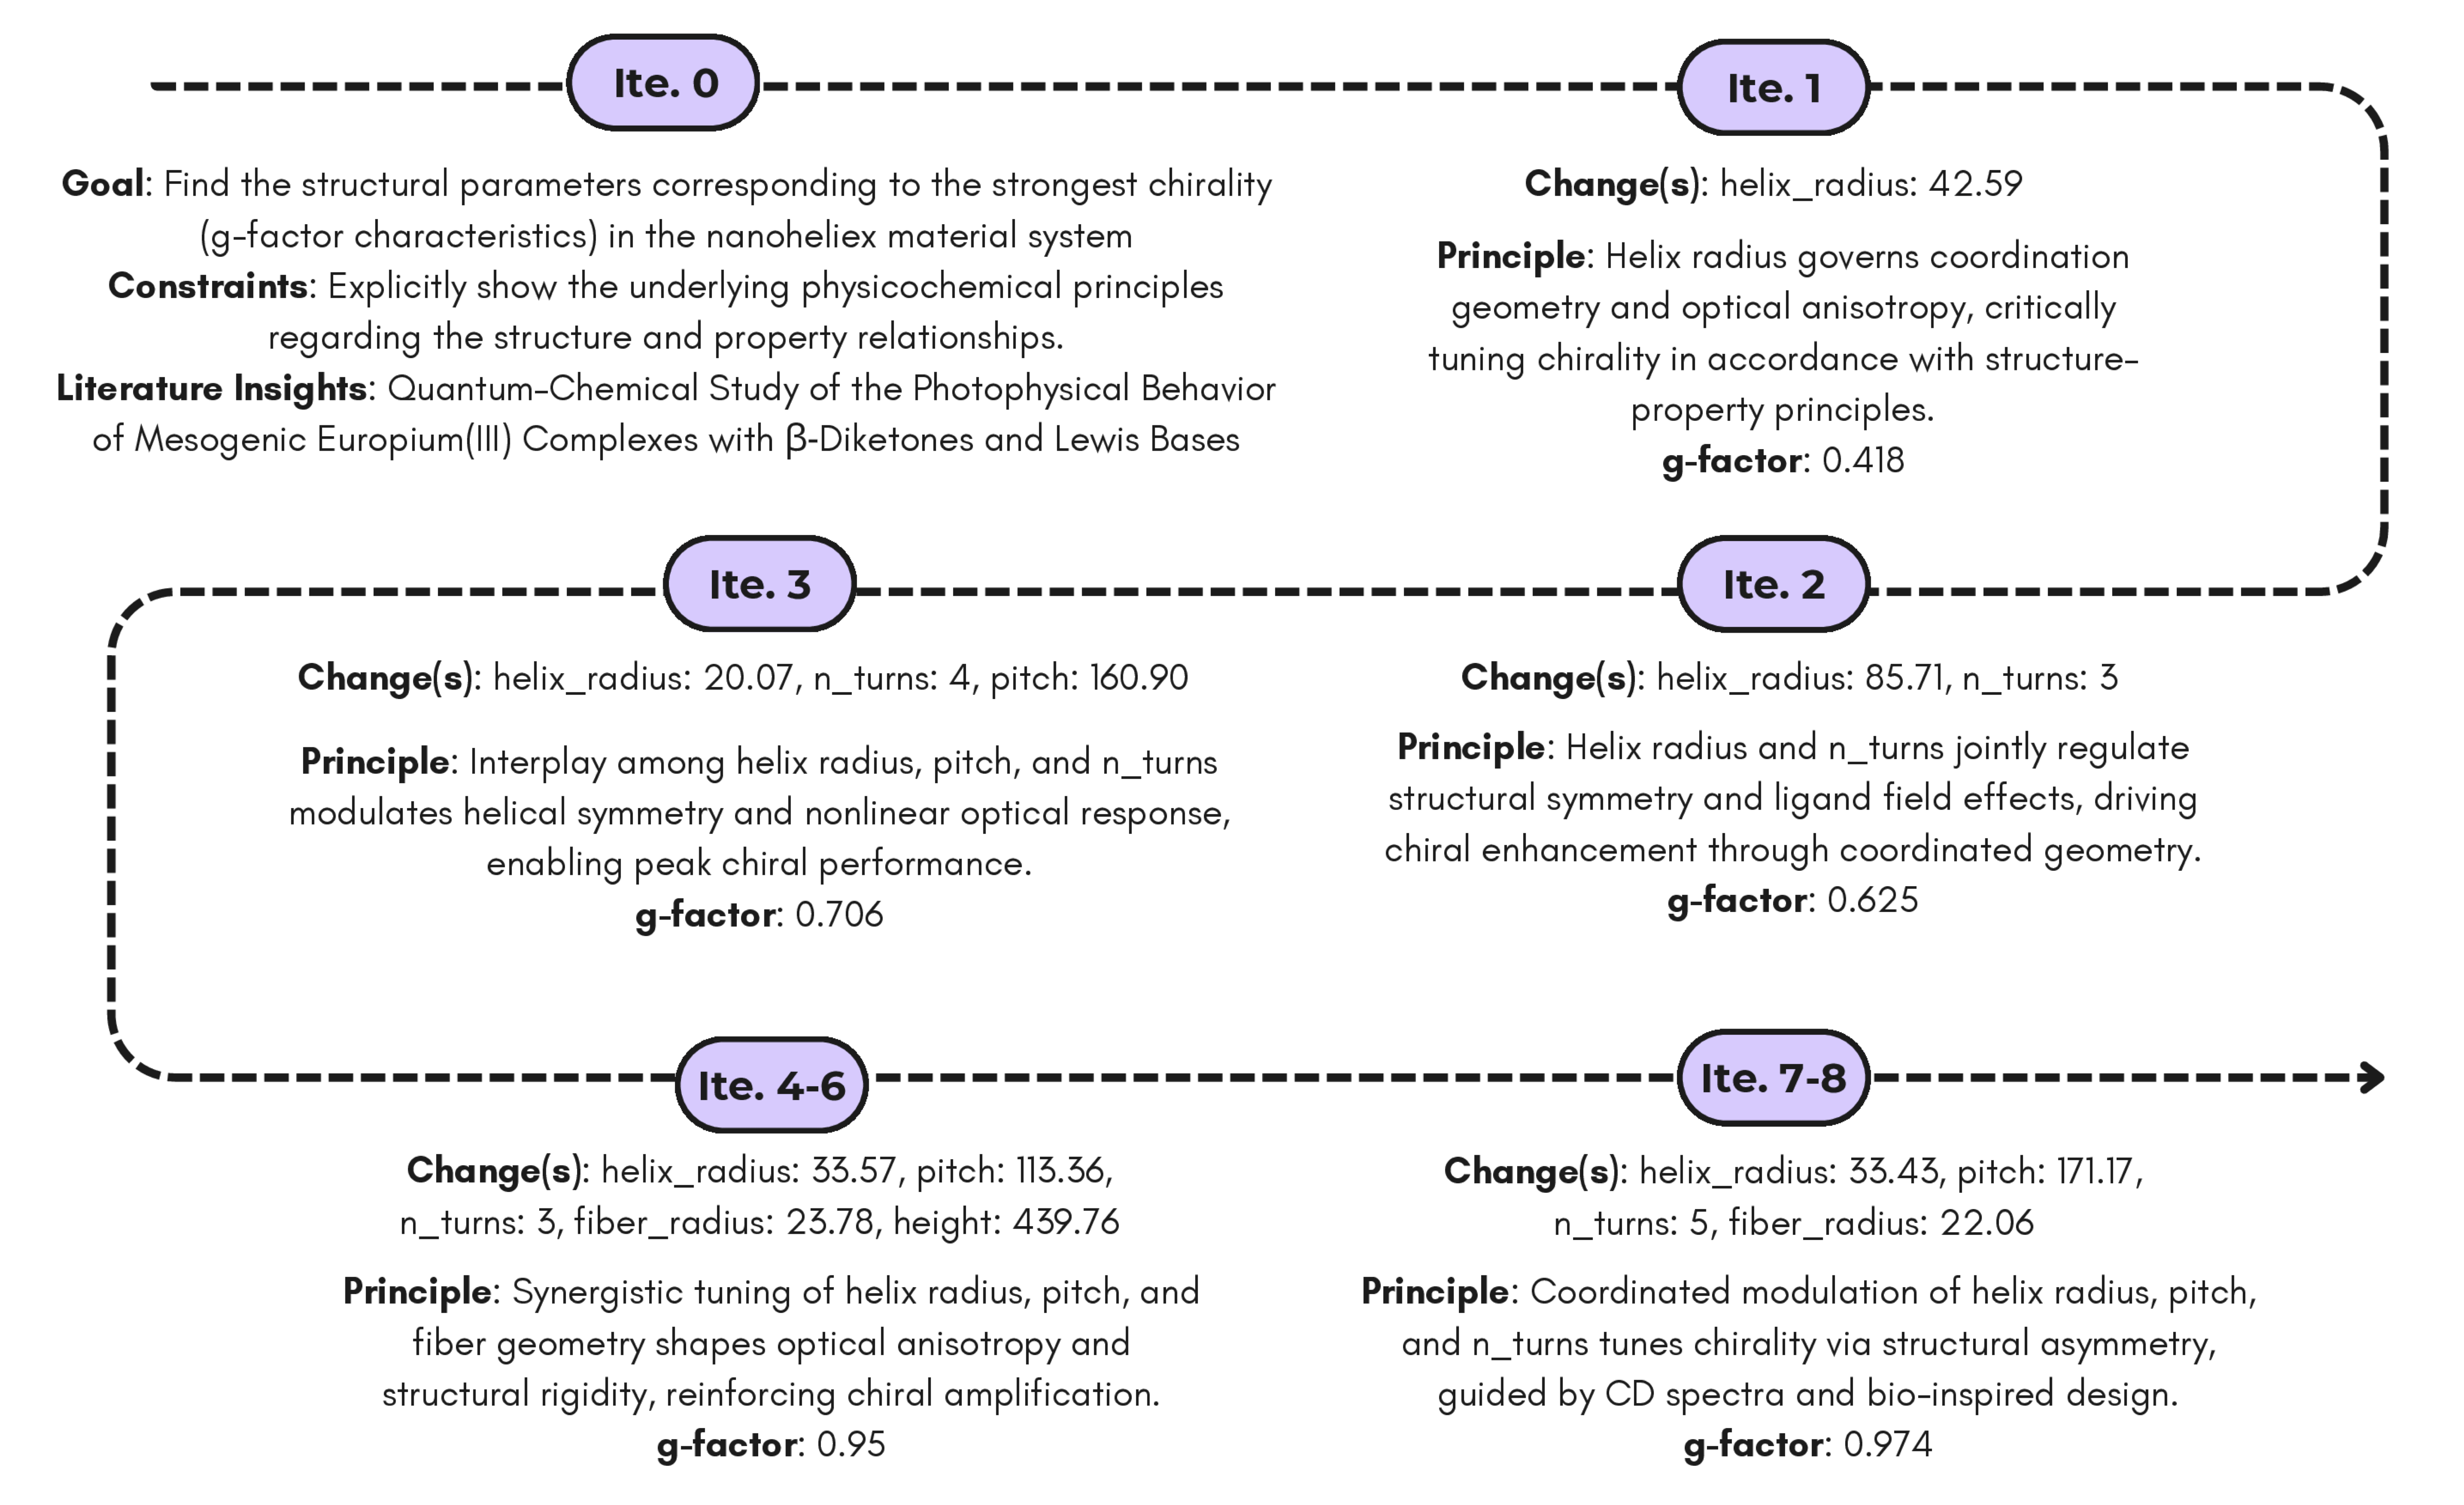 Ite. 0
Goal: Find the structural parameters corresponding to the strongest chirality
(g-factor characteristics) in the nanoheliex material system
Constraints: Explicitly show the underlying physicochemical principles
regarding the structure and property relationships.
Literature Insights: Quantum-Chemical Study of the Photophysical Behavior
of Mesogenic Europium(III) Complexes with β-Diketones and Lewis Bases
Ite. 1
Change(s): helix_radius: 42.59
Principle: Helix radius governs coordination
geometry and optical anisotropy, critically
tuning chirality in accordance with structure-
property principles.
g-factor: 0.418
Ite. 2
Change(s): helix_radius: 85.71, n_turns: 3
Principle: Helix radius and n_turns jointly regulate
structural symmetry and ligand field effects, driving
chiral enhancement through coordinated geometry.
g-factor: 0.625
Ite. 3
Change(s): helix_radius: 20.07, n_turns: 4, pitch: 160.90
Principle: Interplay among helix radius, pitch, and n_turns
modulates helical symmetry and nonlinear optical response,
enabling peak chiral performance.
g-factor: 0.706
Ite. 4-6
Change(s): helix_radius: 33.57, pitch: 113.36,
n_turns: 3, fiber_radius: 23.78, height: 439.76
Principle: Synergistic tuning of helix radius, pitch, and
fiber geometry shapes optical anisotropy and
structural rigidity, reinforcing chiral amplification.
g-factor: 0.95
Ite. 7-8
Change(s): helix_radius: 33.43, pitch: 171.17,
n_turns: 5, fiber_radius: 22.06
Principle: Coordinated modulation of helix radius, pitch,
and n_turns tunes chirality via structural asymmetry,
guided by CD spectra and bio-inspired design.
g-factor: 0.974